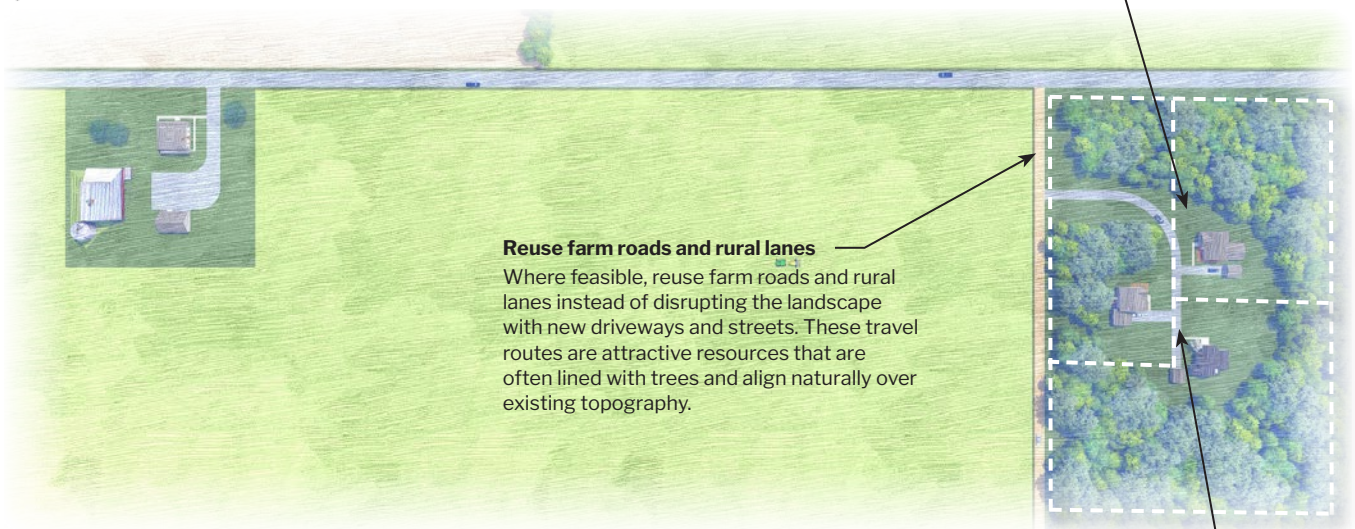 Reuse farm roads and rural lanes
Where feasible, reuse farm roads and rural
lanes instead of disrupting the landscape
with new driveways and streets. These travel
routes are attractive resources that are
often lined with trees and align naturally over
existing topography.